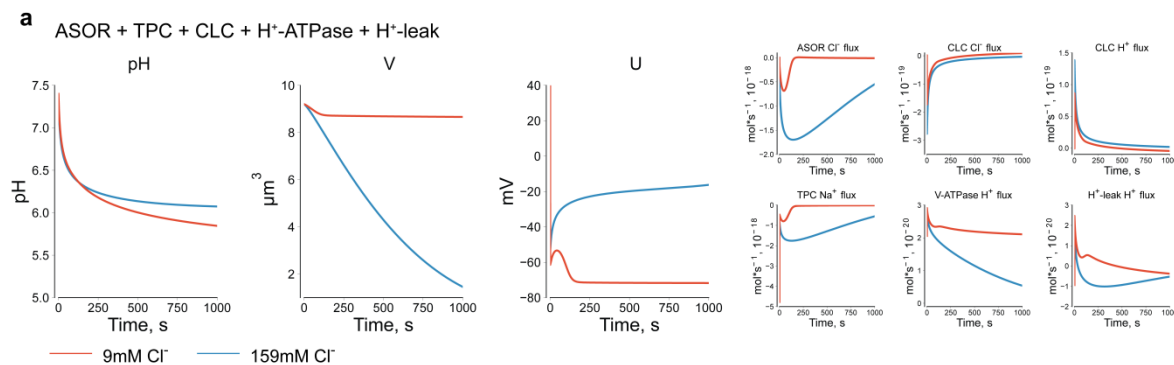 a
ASOR + TPC + CLC + H⁺-ATPase + H⁺-leak
pH
7.5
7.0
6.5
6.0
5.5
5.0
pH
0 250 500 750 1000
Time, s
V
8
6
4
2
µm³
0 250 500 750 1000
Time, s
U
40
20
0
−20
−40
−60
−80
mV
0 250 500 750 1000
Time, s
9mM Cl⁻
159mM Cl⁻
ASOR Cl⁻ flux
0.0
−0.5
−1.0
−1.5
−2.0
mol*s⁻¹, 10⁻¹⁸
0 250 500 750 1000
Time, s
CLC Cl⁻ flux
0
−1
−2
−3
−4
mol*s⁻¹, 10⁻¹⁹
0 250 500 750 1000
Time, s
CLC H⁺ flux
1.5
1.0
0.5
0.0
mol*s⁻¹, 10⁻¹⁹
0 250 500 750 1000
Time, s
TPC Na⁺ flux
0
−1
−2
−3
−4
−5
mol*s⁻¹, 10⁻¹⁸
0 250 500 750 1000
Time, s
V-ATPase H⁺ flux
3
2
1
0
mol*s⁻¹, 10⁻²⁰
0 250 500 750 1000
Time, s
H⁺-leak H⁺ flux
3
2
1
0
−1
−2
mol*s⁻¹, 10⁻²⁰
0 250 500 750 1000
Time, s